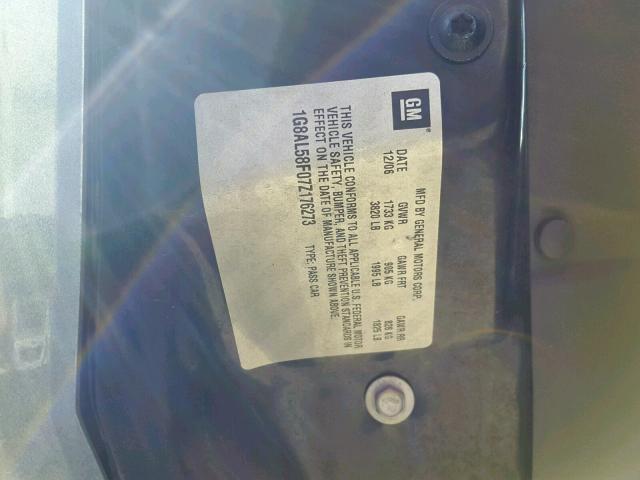 GM®
MFD BY GENERAL MOTORS CORP.
DATE GVWR GAWR FRT GAWR RR
12/06 1733 KG 905 KG 828 KG
3820 LB 1995 LB 1825 LB
THIS VEHICLE CONFORMS TO ALL APPLICABLE U.S. FEDERAL MOTOR
VEHICLE SAFETY, BUMPER, AND THEFT PREVENTION STANDARDS IN
EFFECT ON THE DATE OF MANUFACTURE SHOWN ABOVE.
1G8AL58F07Z176273 TYPE: PASS CAR